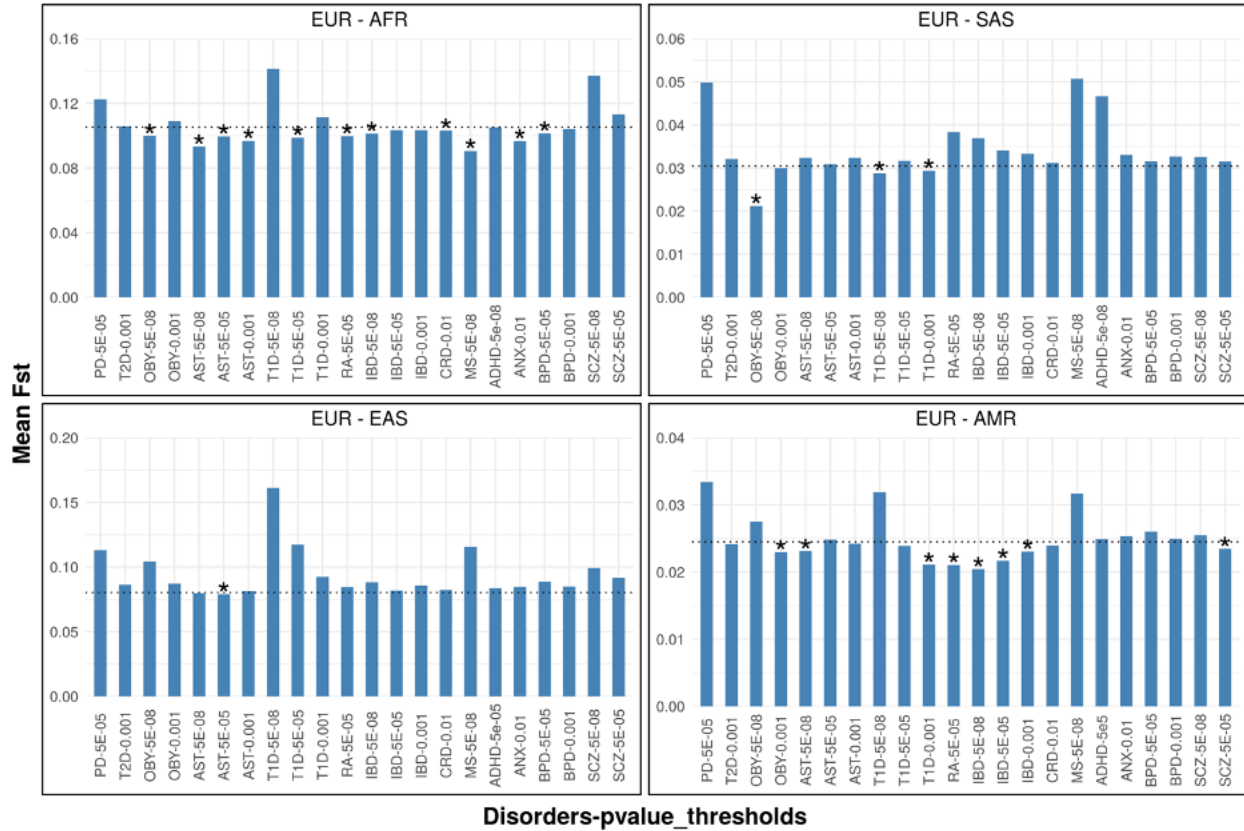 EUR - AFR
0.16
0.12
0.08
0.04
0.00
*
*
*
*
*
*
*
*
*
*
*
PD-5E-05
T2D-0.001
OBY-5E-08
OBY-0.001
AST-5E-08
AST-5E-05
AST-0.001
T1D-5E-08
T1D-5E-05
T1D-0.001
RA-5E-05
IBD-5E-08
IBD-5E-05
IBD-0.001
CRD-0.01
MS-5E-08
ADHD-5e-08
ANX-0.01
BPD-5E-05
BPD-0.001
SCZ-5E-08
SCZ-5E-05
EUR - SAS
0.06
0.05
0.04
0.03
0.02
0.01
0.00
*
*
*
PD-5E-05
T2D-0.001
OBY-5E-08
OBY-0.001
AST-5E-08
AST-5E-05
AST-0.001
T1D-5E-08
T1D-5E-05
T1D-0.001
RA-5E-05
IBD-5E-08
IBD-5E-05
IBD-0.001
CRD-0.01
MS-5E-08
ADHD-5e-08
ANX-0.01
BPD-5E-05
BPD-0.001
SCZ-5E-08
SCZ-5E-05
Mean Fst
EUR - EAS
0.20
0.15
0.10
0.05
0.00
*
PD-5E-05
T2D-0.001
OBY-5E-08
OBY-0.001
AST-5E-08
AST-5E-05
AST-0.001
T1D-5E-08
T1D-5E-05
T1D-0.001
RA-5E-05
IBD-5E-08
IBD-5E-05
IBD-0.001
CRD-0.01
MS-5E-08
ADHD-5e-05
ANX-0.01
BPD-5E-05
BPD-0.001
SCZ-5E-08
SCZ-5E-05
EUR - AMR
0.04
0.03
0.02
0.01
0.00
*
*
*
*
*
*
*
*
PD-5E-05
T2D-0.001
OBY-5E-08
OBY-0.001
AST-5E-08
AST-5E-05
AST-0.001
T1D-5E-08
T1D-5E-05
T1D-0.001
RA-5E-05
IBD-5E-08
IBD-5E-05
IBD-0.001
CRD-0.01
MS-5E-08
ADHD-5e5
ANX-0.01
BPD-5E-05
BPD-0.001
SCZ-5E-08
SCZ-5E-05
Disorders-pvalue_thresholds